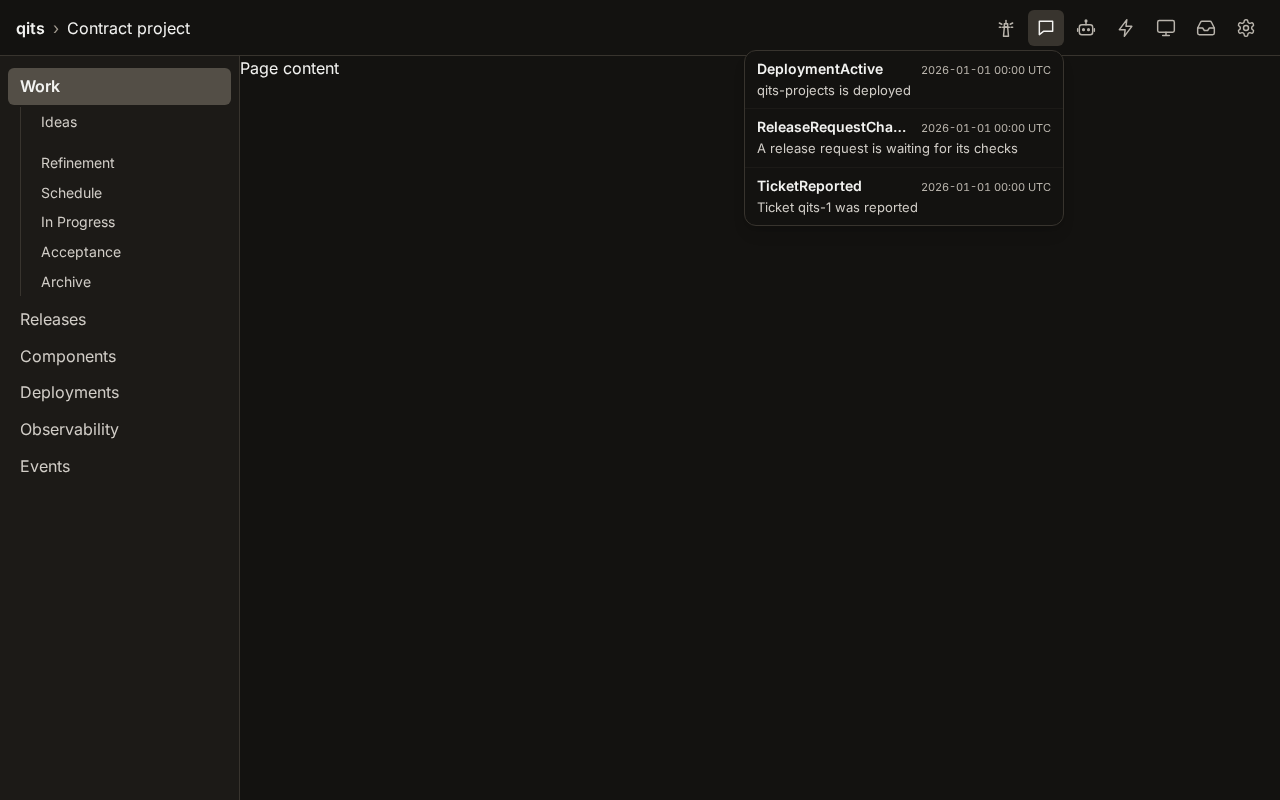 qits › Contract project
Work
Ideas
Refinement
Schedule
In Progress
Acceptance
Archive
Releases
Components
Deployments
Observability
Events
Page content
DeploymentActive 2026-01-01 00:00 UTC
qits-projects is deployed
ReleaseRequestCha... 2026-01-01 00:00 UTC
A release request is waiting for its checks
TicketReported 2026-01-01 00:00 UTC
Ticket qits-1 was reported